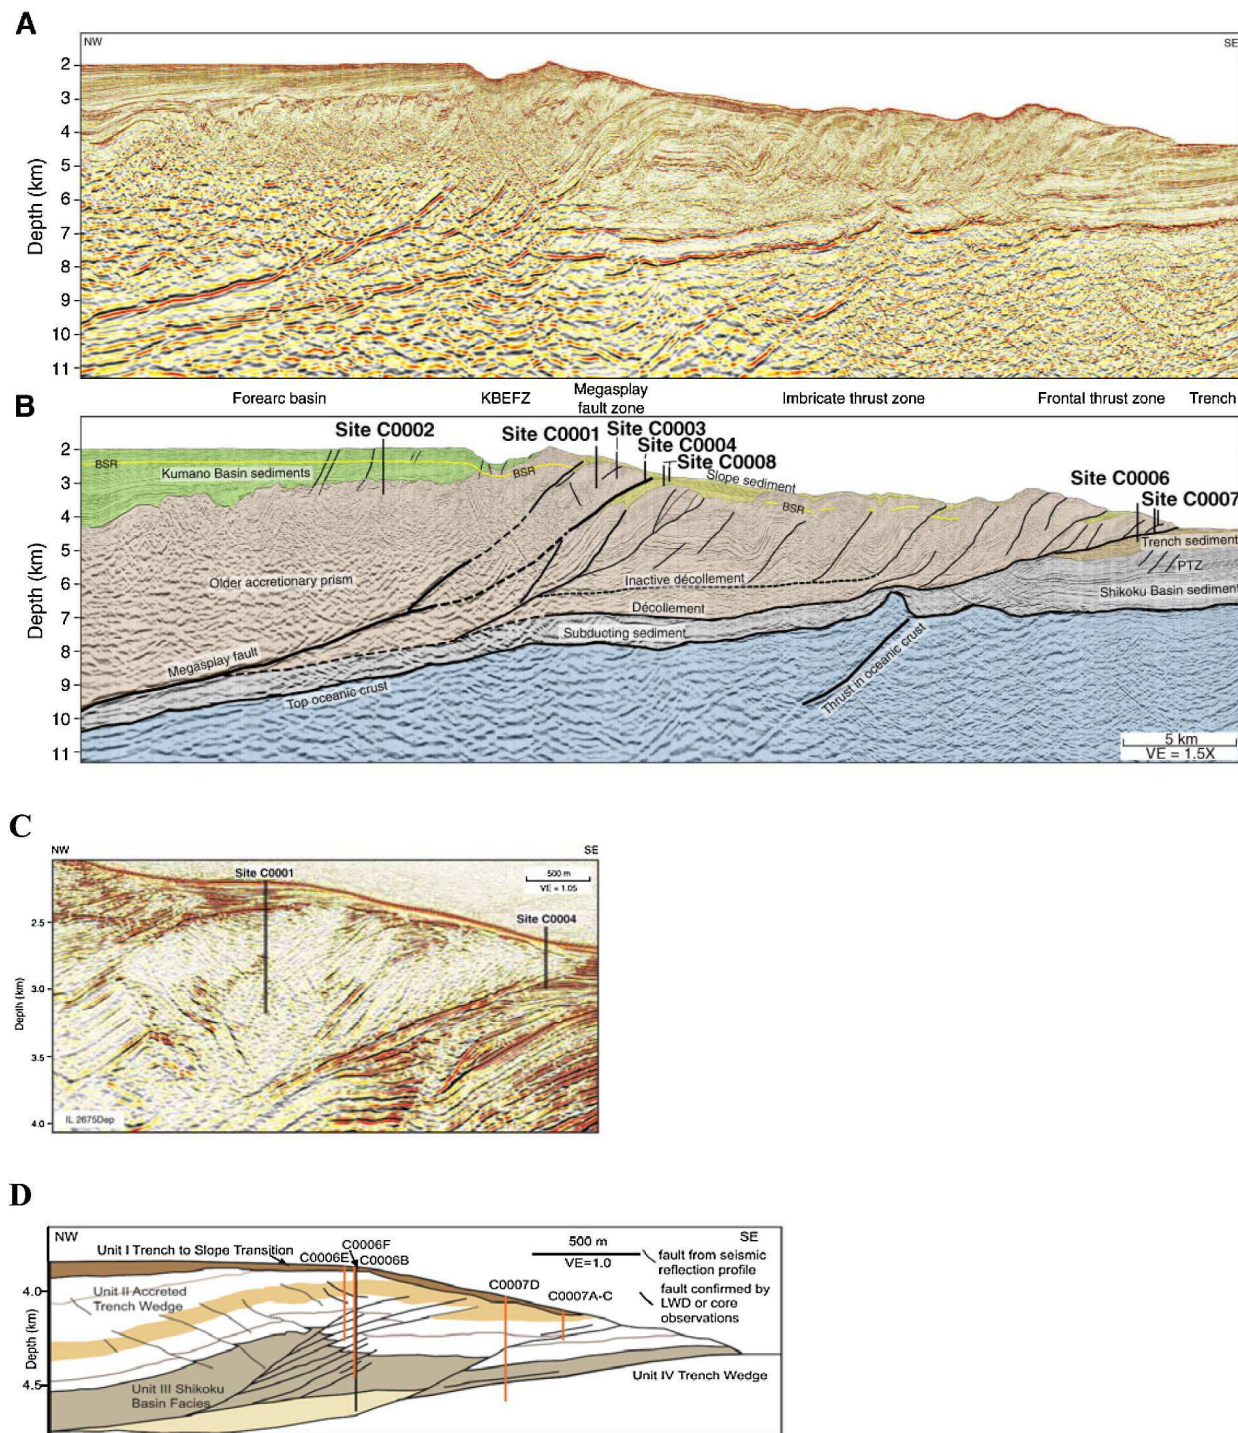 A
NW
SE
2
3
4
5
6
7
8
9
10
11
Depth (km)
B
Forearc basin
KBEFZ
Megasplay
fault zone
Imbricate thrust zone
Frontal thrust zone
Trench
Site C0002
Site C0001
Site C0003
Site C0004
Site C0008
Site C0006
Site C0007
2
3
4
5
6
7
8
9
10
11
Depth (km)
BSR
Kumano Basin sediments
BSR
Slope sediment
BSR
Trench sediment
PTZ
Shikoku Basin sediment
Older accretionary prism
Inactive décollement
Décollement
Subducting sediment
Megasplay fault
Top oceanic crust
Thrust in oceanic crust
5 km
VE = 1.5X
C
NW
SE
Site C0001
500 m
VE = 1.05
Site C0004
2.5
3.0
3.5
4.0
Depth (km)
IL 2675Dep
D
NW
SE
Unit I Trench to Slope Transition
C0006F
C0006E
C0006B
500 m
VE=1.0
fault from seismic
reflection profile
fault confirmed by
LWD or core
observations
C0007D
C0007A-C
4.0
4.5
Depth (km)
Unit II Accreted
Trench Wedge
Unit III Shikoku
Basin Facies
Unit IV Trench Wedge